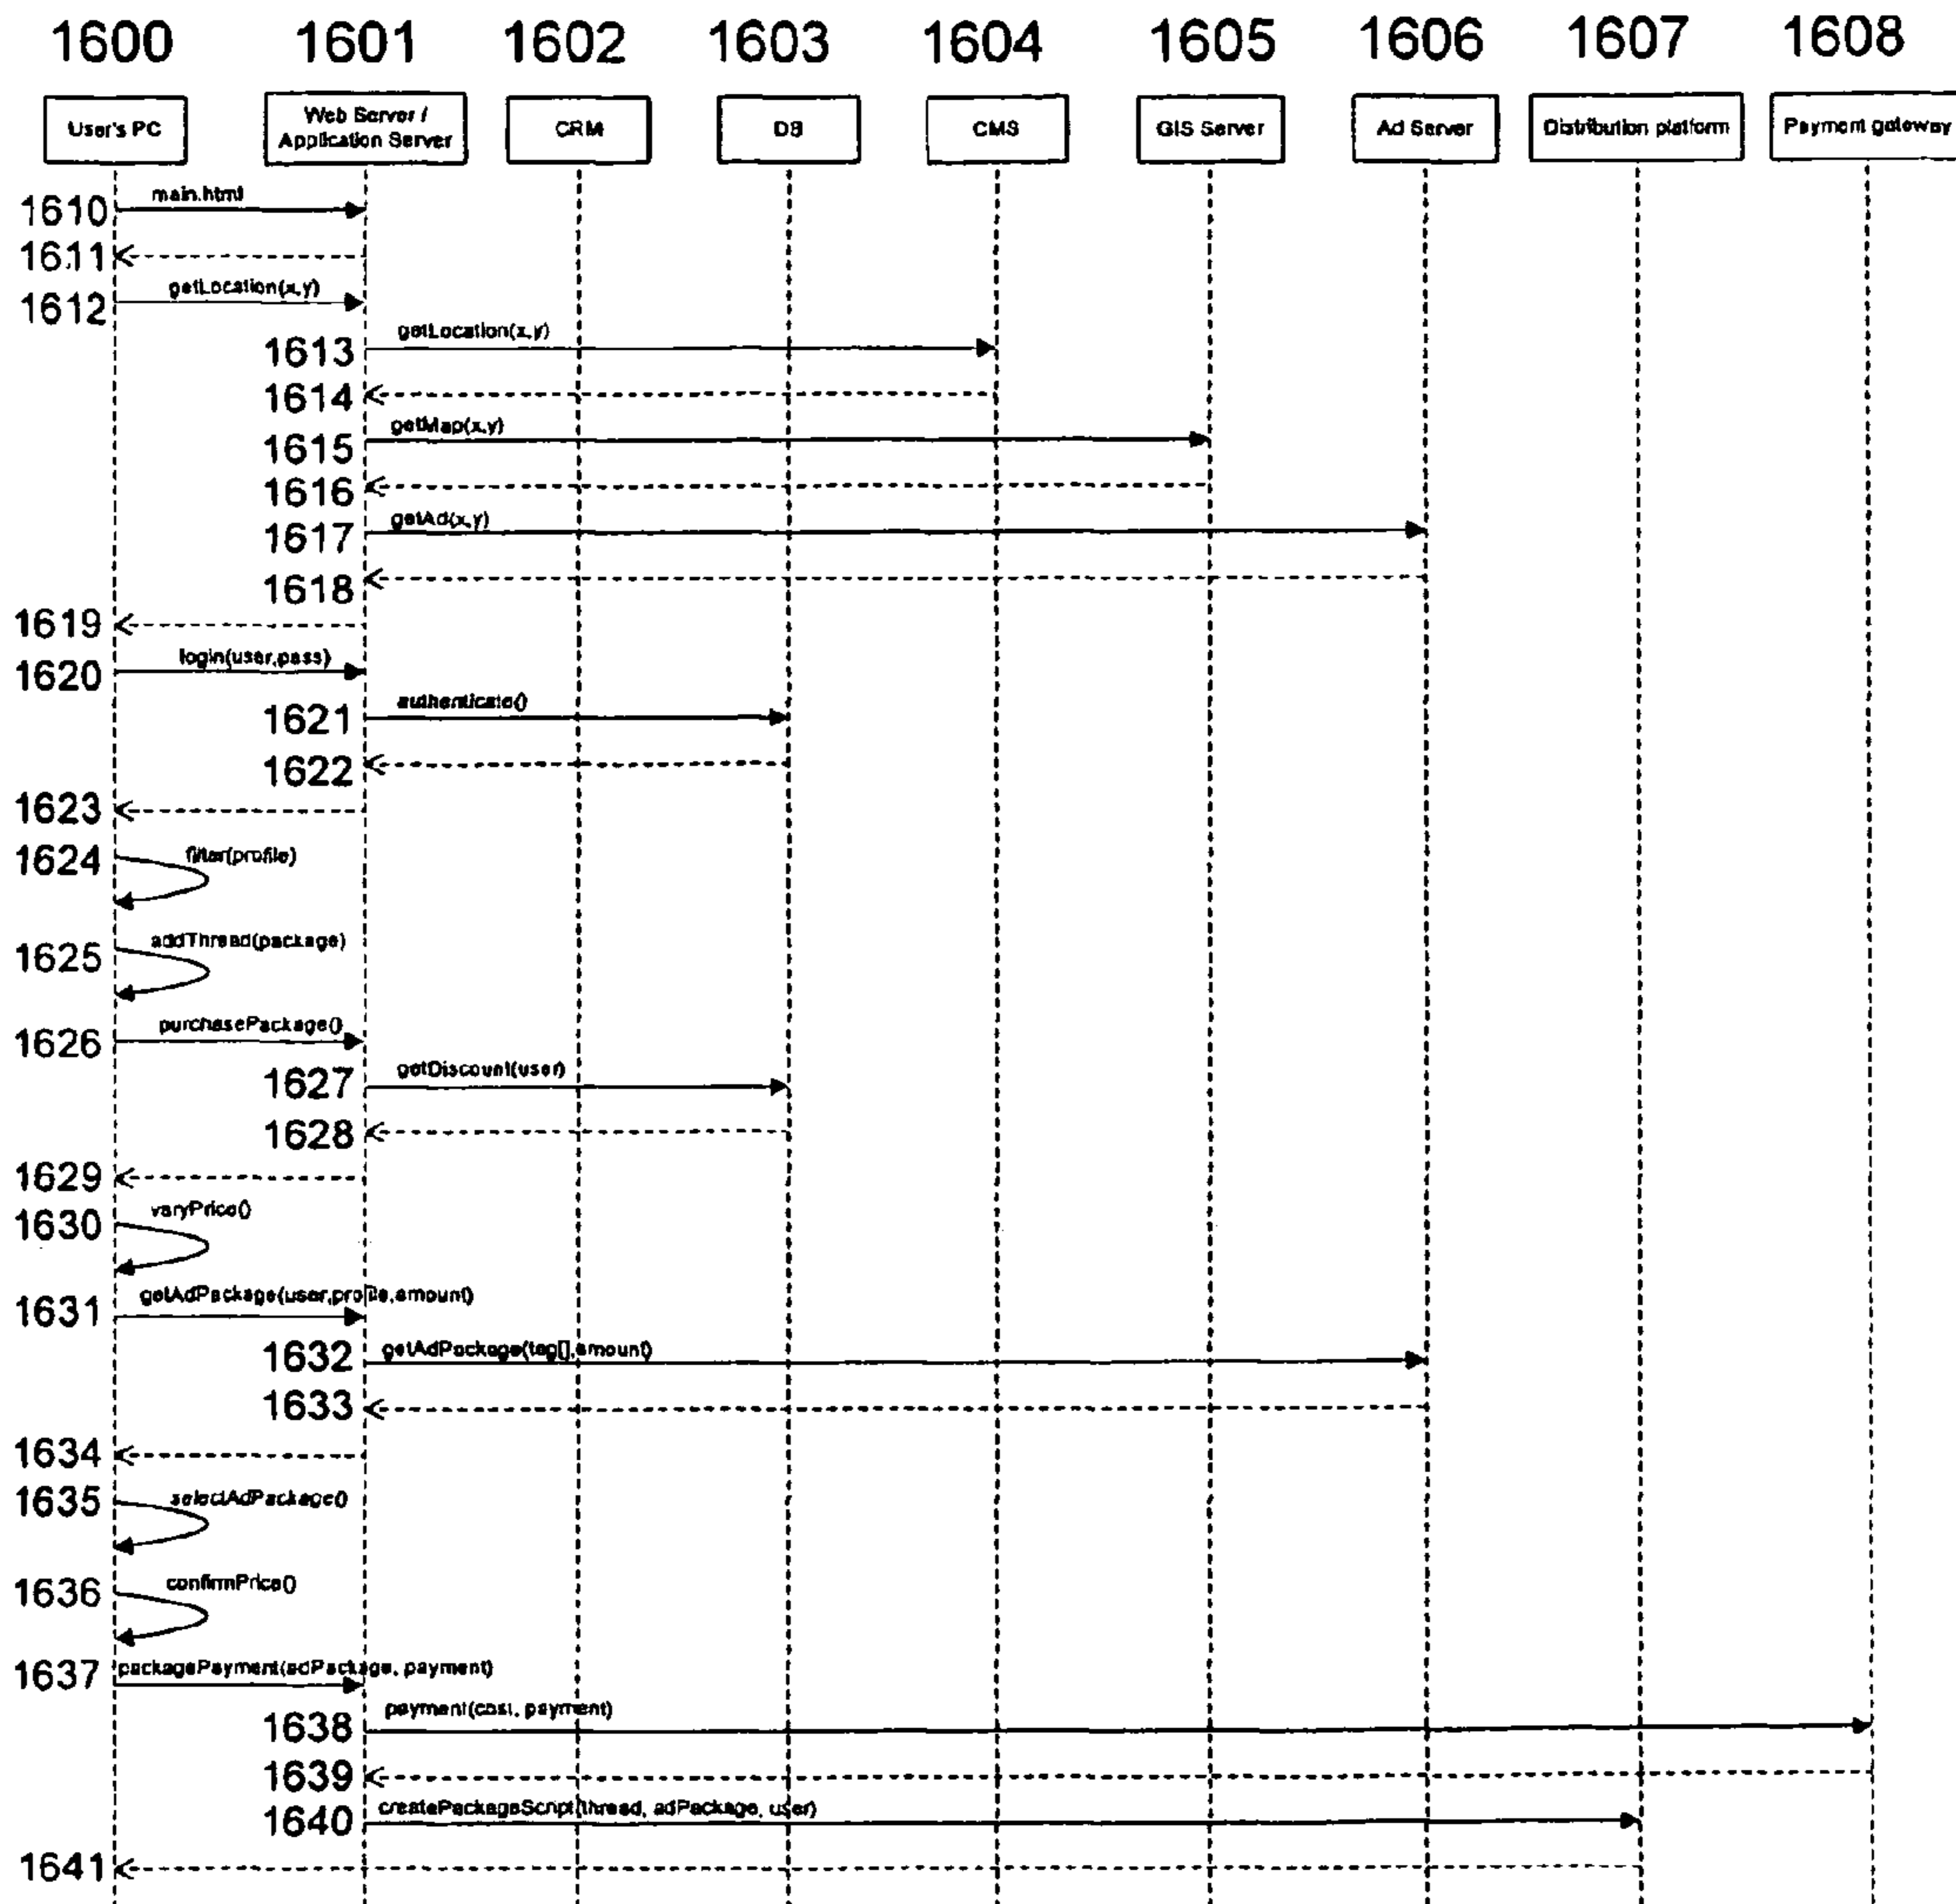 1600 1601 1602 1603 1604 1605 1606 1607 1608
User's PC
Web Server /
Application Server
CRM
DB
CMS
GIS Server
Ad Server
Distribution platform
Payment gateway
1610 main.html
1611
1612 getLocation(x,y)
1613 getLocation(x,y)
1614
1615 getMap(x,y)
1616
1617 getAd(x,y)
1618
1619
1620 login(user,pass)
1621 authenticate()
1622
1623
1624 filter(profile)
1625 addThread(package)
1626 purchasePackage()
1627 getDiscount(user)
1628
1629
1630 varyPrice()
1631 getAdPackage(user,profile,amount)
1632 getAdPackage(tag[],amount)
1633
1634
1635 selectAdPackage()
1636 confirmPrice()
1637 packagePayment(adPackage, payment)
1638 payment(cost, payment)
1639
1640 createPackageScript(thread, adPackage, user)
1641